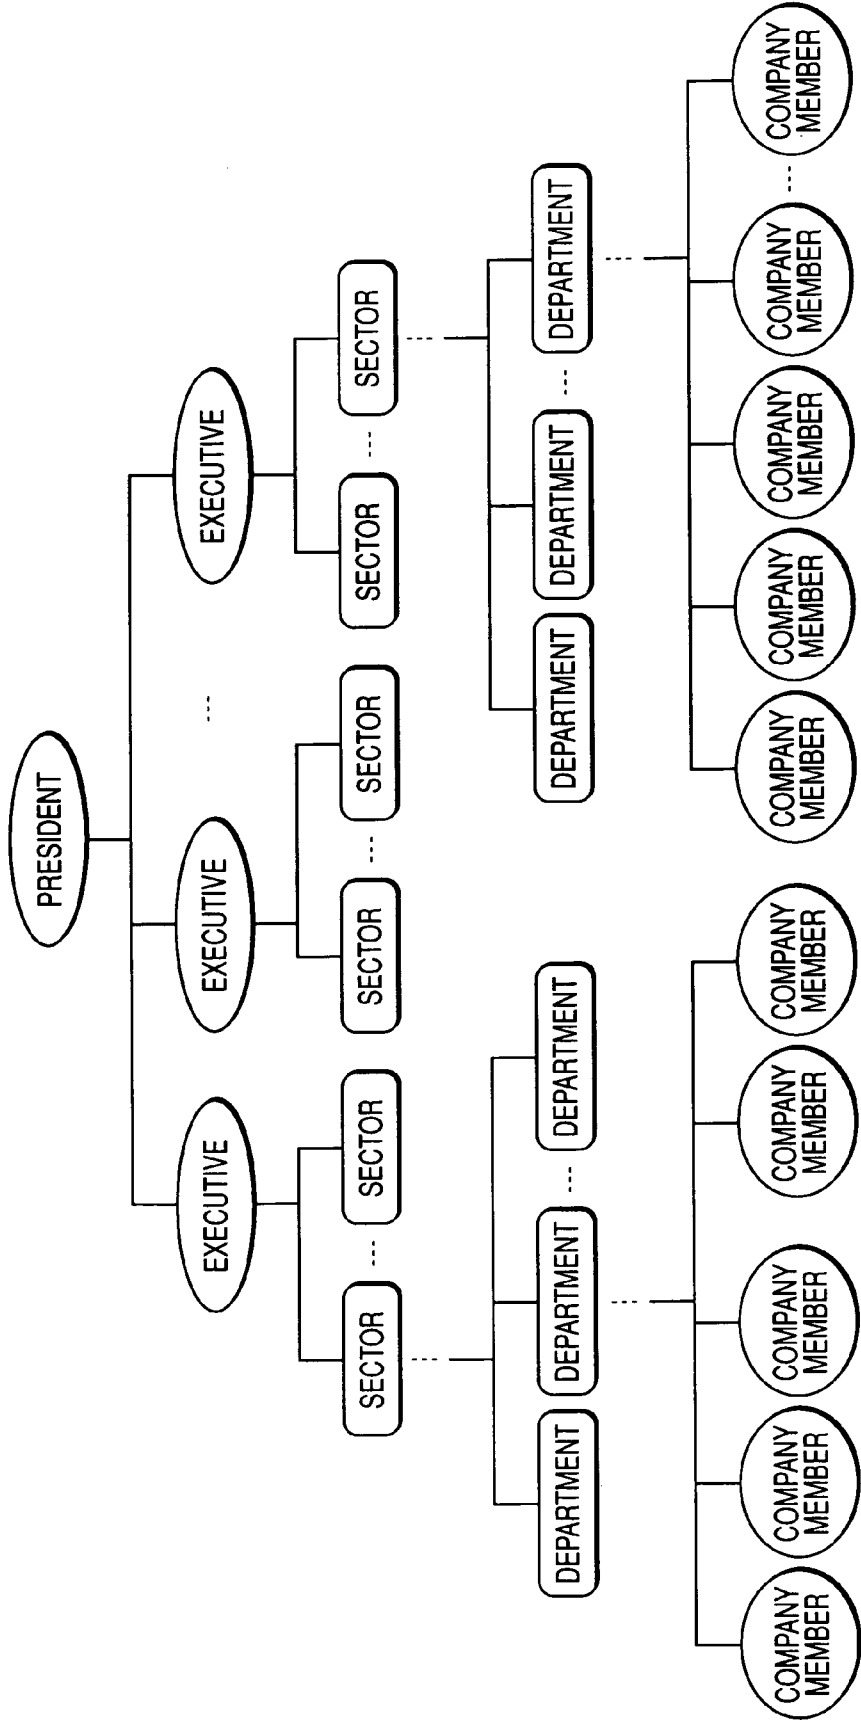 PRESIDENT
EXECUTIVE
EXECUTIVE
EXECUTIVE
SECTOR
SECTOR
SECTOR
SECTOR
SECTOR
SECTOR
DEPARTMENT
DEPARTMENT
DEPARTMENT
DEPARTMENT
DEPARTMENT
DEPARTMENT
COMPANY
MEMBER
COMPANY
MEMBER
COMPANY
MEMBER
COMPANY
MEMBER
COMPANY
MEMBER
COMPANY
MEMBER
COMPANY
MEMBER
COMPANY
MEMBER
COMPANY
MEMBER
COMPANY
MEMBER